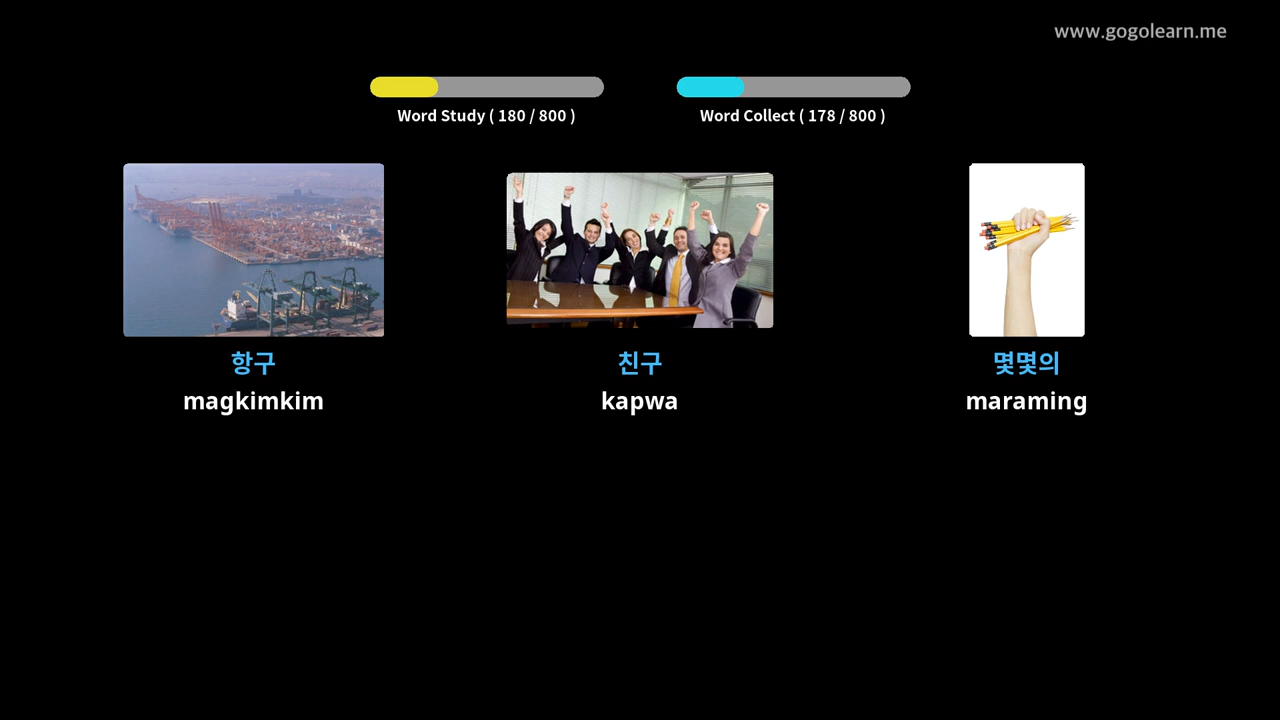 www.gogolearn.me
Word Study ( 180 / 800 )
Word Collect ( 178 / 800 )
항구
친구
몇몇의
magkimkim
kapwa
maraming